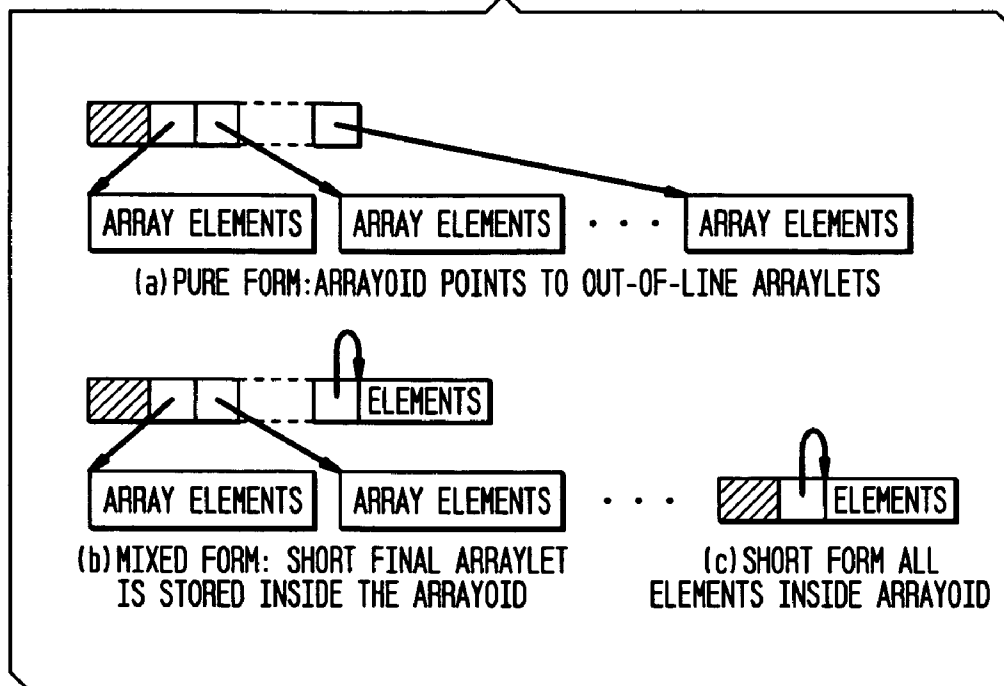 ARRAY ELEMENTS ARRAY ELEMENTS . . . ARRAY ELEMENTS
(a) PURE FORM: ARRAYOID POINTS TO OUT-OF-LINE ARRAYLETS
ELEMENTS
ARRAY ELEMENTS ARRAY ELEMENTS . . .
(b) MIXED FORM: SHORT FINAL ARRAYLET
IS STORED INSIDE THE ARRAYOID
ELEMENTS
(c) SHORT FORM ALL
ELEMENTS INSIDE ARRAYOID